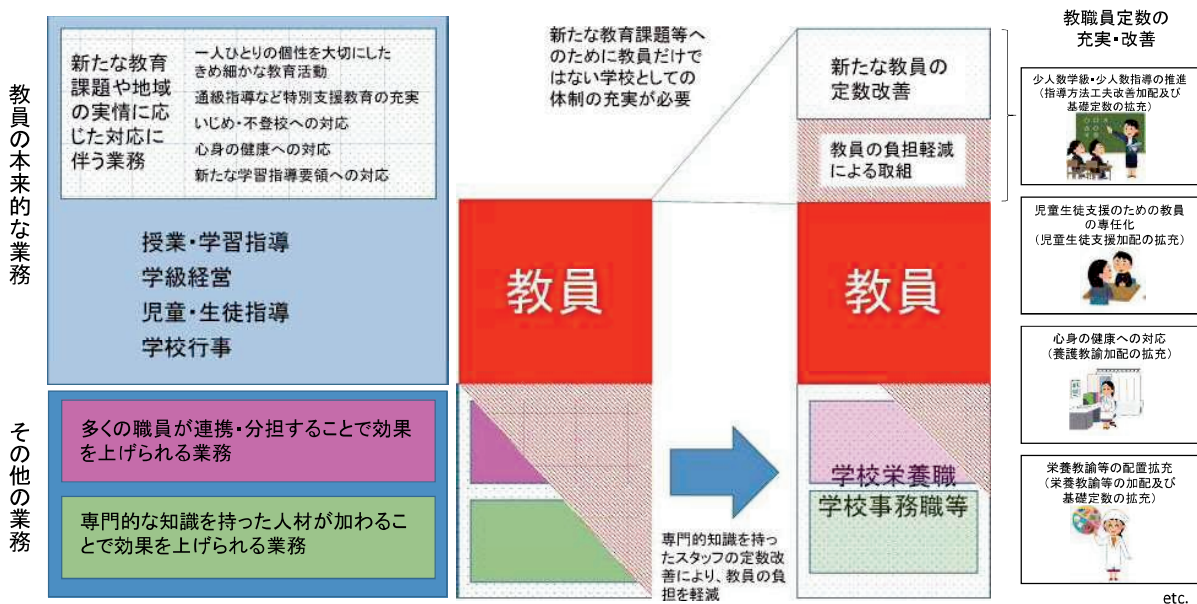 教員の本来的な業務
新たな教育
課題や地域
の実情に応
じた対応に
伴う業務
一人ひとりの個性を大切にした
きめ細かな教育活動
通級指導など特別支援教育の充実
いじめ・不登校への対応
心身の健康への対応
新たな学習指導要領への対応
授業・学習指導
学級経営
児童・生徒指導
学校行事
その他の業務
多くの職員が連携・分担することで効果
を上げられる業務
専門的な知識を持った人材が加わるこ
とで効果を上げられる業務
新たな教育課題等へ
のために教員だけで
はない学校としての
体制の充実が必要
教員
専門的知識を持っ
たスタッフの定数改
善により、教員の負
担を軽減
新たな教員の
定数改善
教員の負担軽減
による取組
教員
学校栄養職
学校事務職等
教職員定数の
充実・改善
少人数学級・少人数指導の推進
(指導方法工夫改善加配及び
基礎定数の拡充)
児童生徒支援のための教員
の専任化
(児童生徒支援加配の拡充)
心身の健康への対応
(養護教諭加配の拡充)
栄養教諭等の配置拡充
(栄養教諭等の加配及び
基礎定数の拡充)
etc.